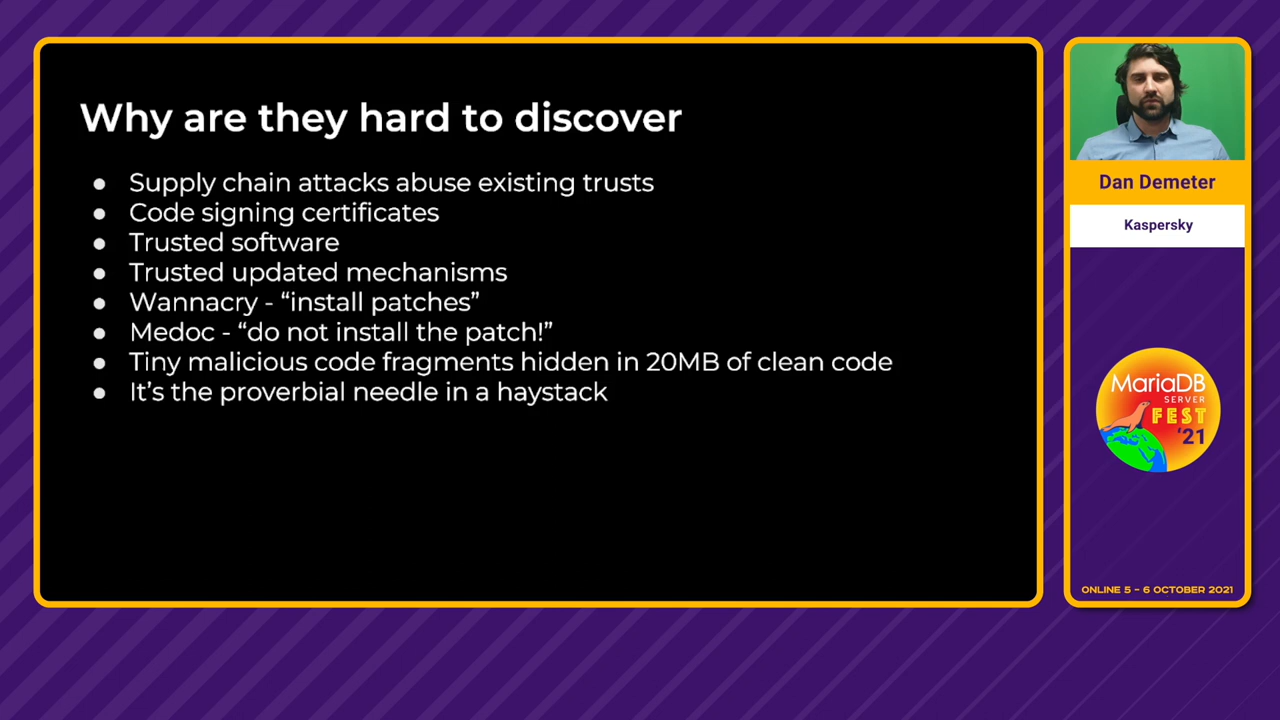 Why are they hard to discover
● Supply chain attacks abuse existing trusts
● Code signing certificates
● Trusted software
● Trusted updated mechanisms
● Wannacry - “install patches”
● Medoc - “do not install the patch!”
● Tiny malicious code fragments hidden in 20MB of clean code
● It’s the proverbial needle in a haystack
Dan Demeter
Kaspersky
MariaDB
SERVER
FEST
'21
ONLINE 5 - 6 OCTOBER 2021